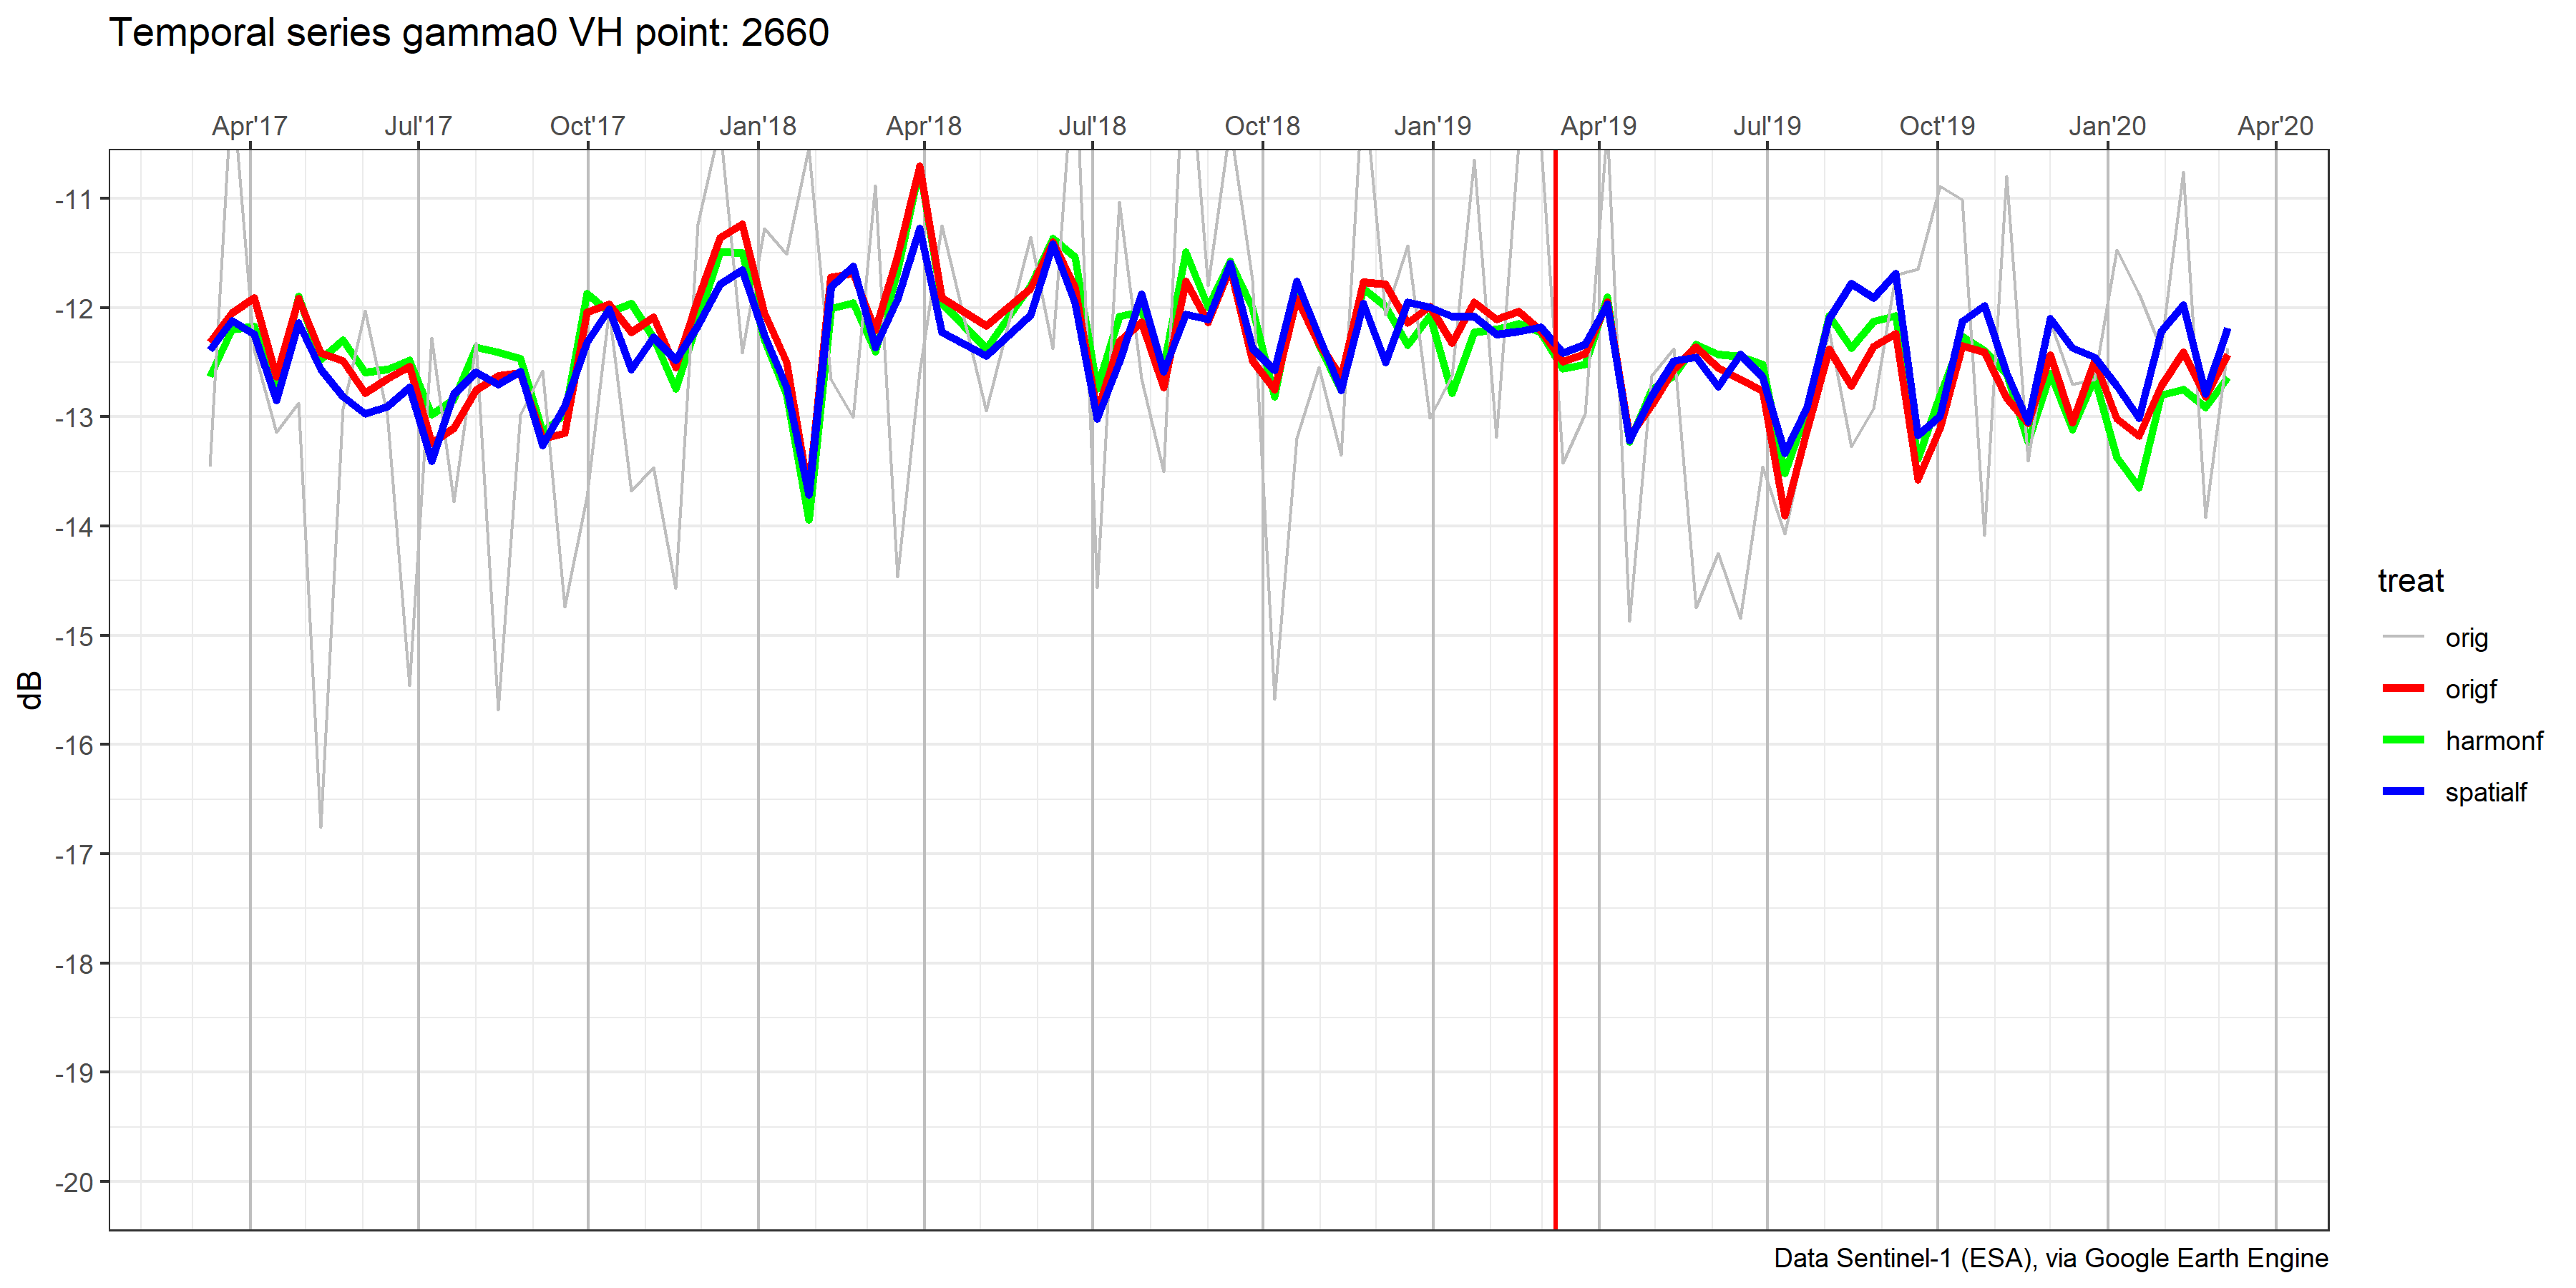 Temporal series gamma0 VH point: 2660
Apr'17 Jul'17 Oct'17 Jan'18 Apr'18 Jul'18 Oct'18 Jan'19 Apr'19 Jul'19 Oct'19 Jan'20 Apr'20
-11
-12
-13
-14
-15
-16
-17
-18
-19
-20
dB
treat
orig
origf
harmonf
spatialf
Data Sentinel-1 (ESA), via Google Earth Engine